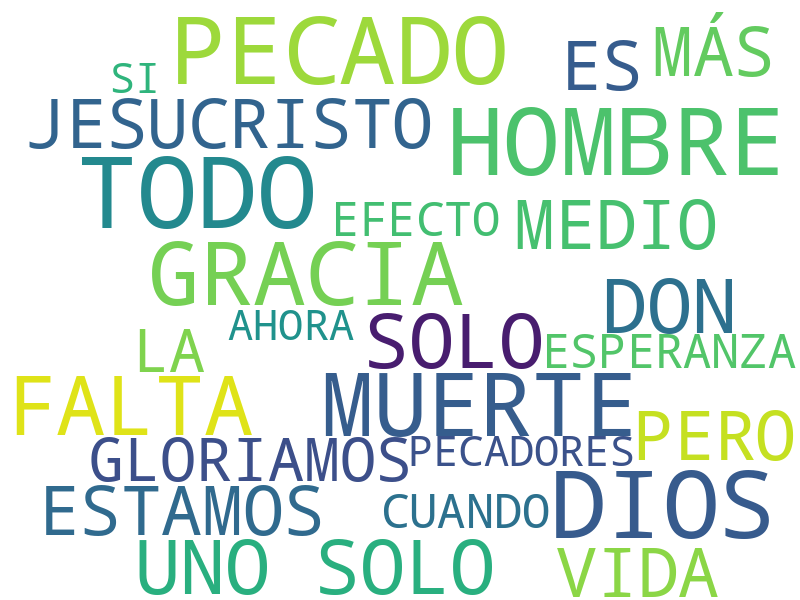 PECADO
ES
MÁS
SI
JESUCRISTO
HOMBRE
TODO
EFECTO
MEDIO
GRACIA
DON
AHORA
SOLO
LA
ESPERANZA
FALTA
MUERTE
PERO
GLORIAMOS
PECADORES
DIOS
ESTAMOS
CUANDO
UNO SOLO
VIDA